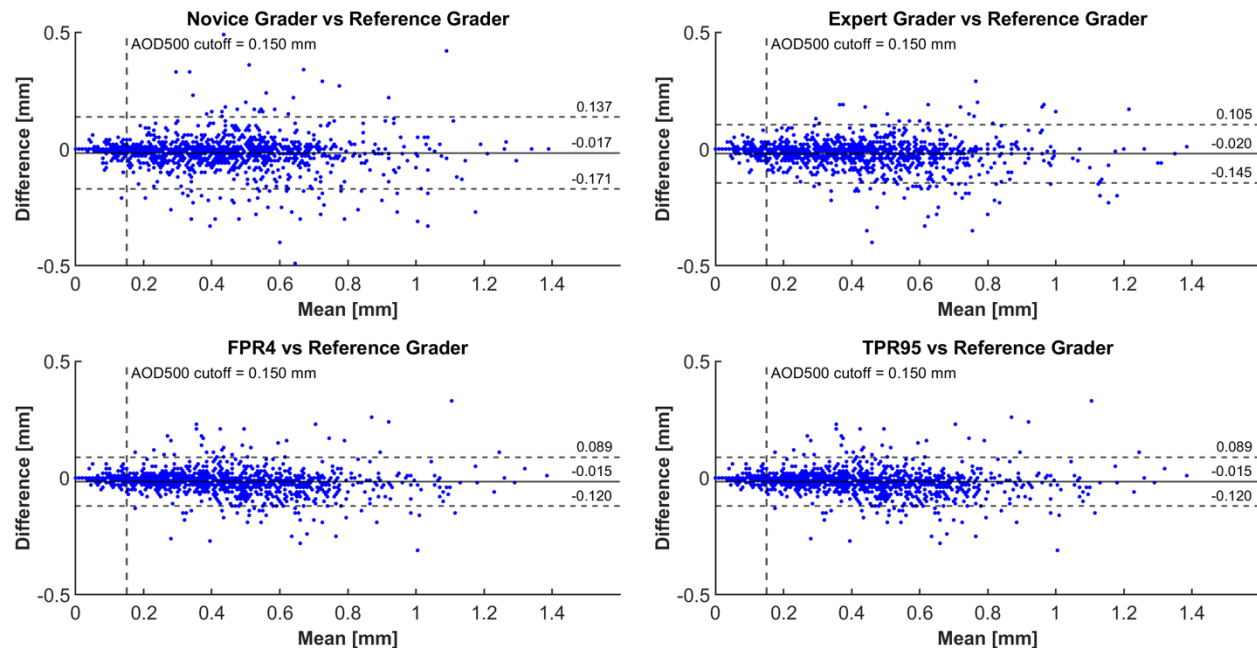 Novice Grader vs Reference Grader
0.5
AOD500 cutoff = 0.150 mm
0.137
0
-0.017
-0.171
-0.5
0 0.2 0.4 0.6 0.8 1 1.2 1.4
Difference [mm]
Mean [mm]
Expert Grader vs Reference Grader
0.5
AOD500 cutoff = 0.150 mm
0.105
0
-0.020
-0.145
-0.5
0 0.2 0.4 0.6 0.8 1 1.2 1.4
Difference [mm]
Mean [mm]
FPR4 vs Reference Grader
0.5
AOD500 cutoff = 0.150 mm
0.089
0
-0.015
-0.120
-0.5
0 0.2 0.4 0.6 0.8 1 1.2 1.4
Difference [mm]
Mean [mm]
TPR95 vs Reference Grader
0.5
AOD500 cutoff = 0.150 mm
0.089
0
-0.015
-0.120
-0.5
0 0.2 0.4 0.6 0.8 1 1.2 1.4
Difference [mm]
Mean [mm]